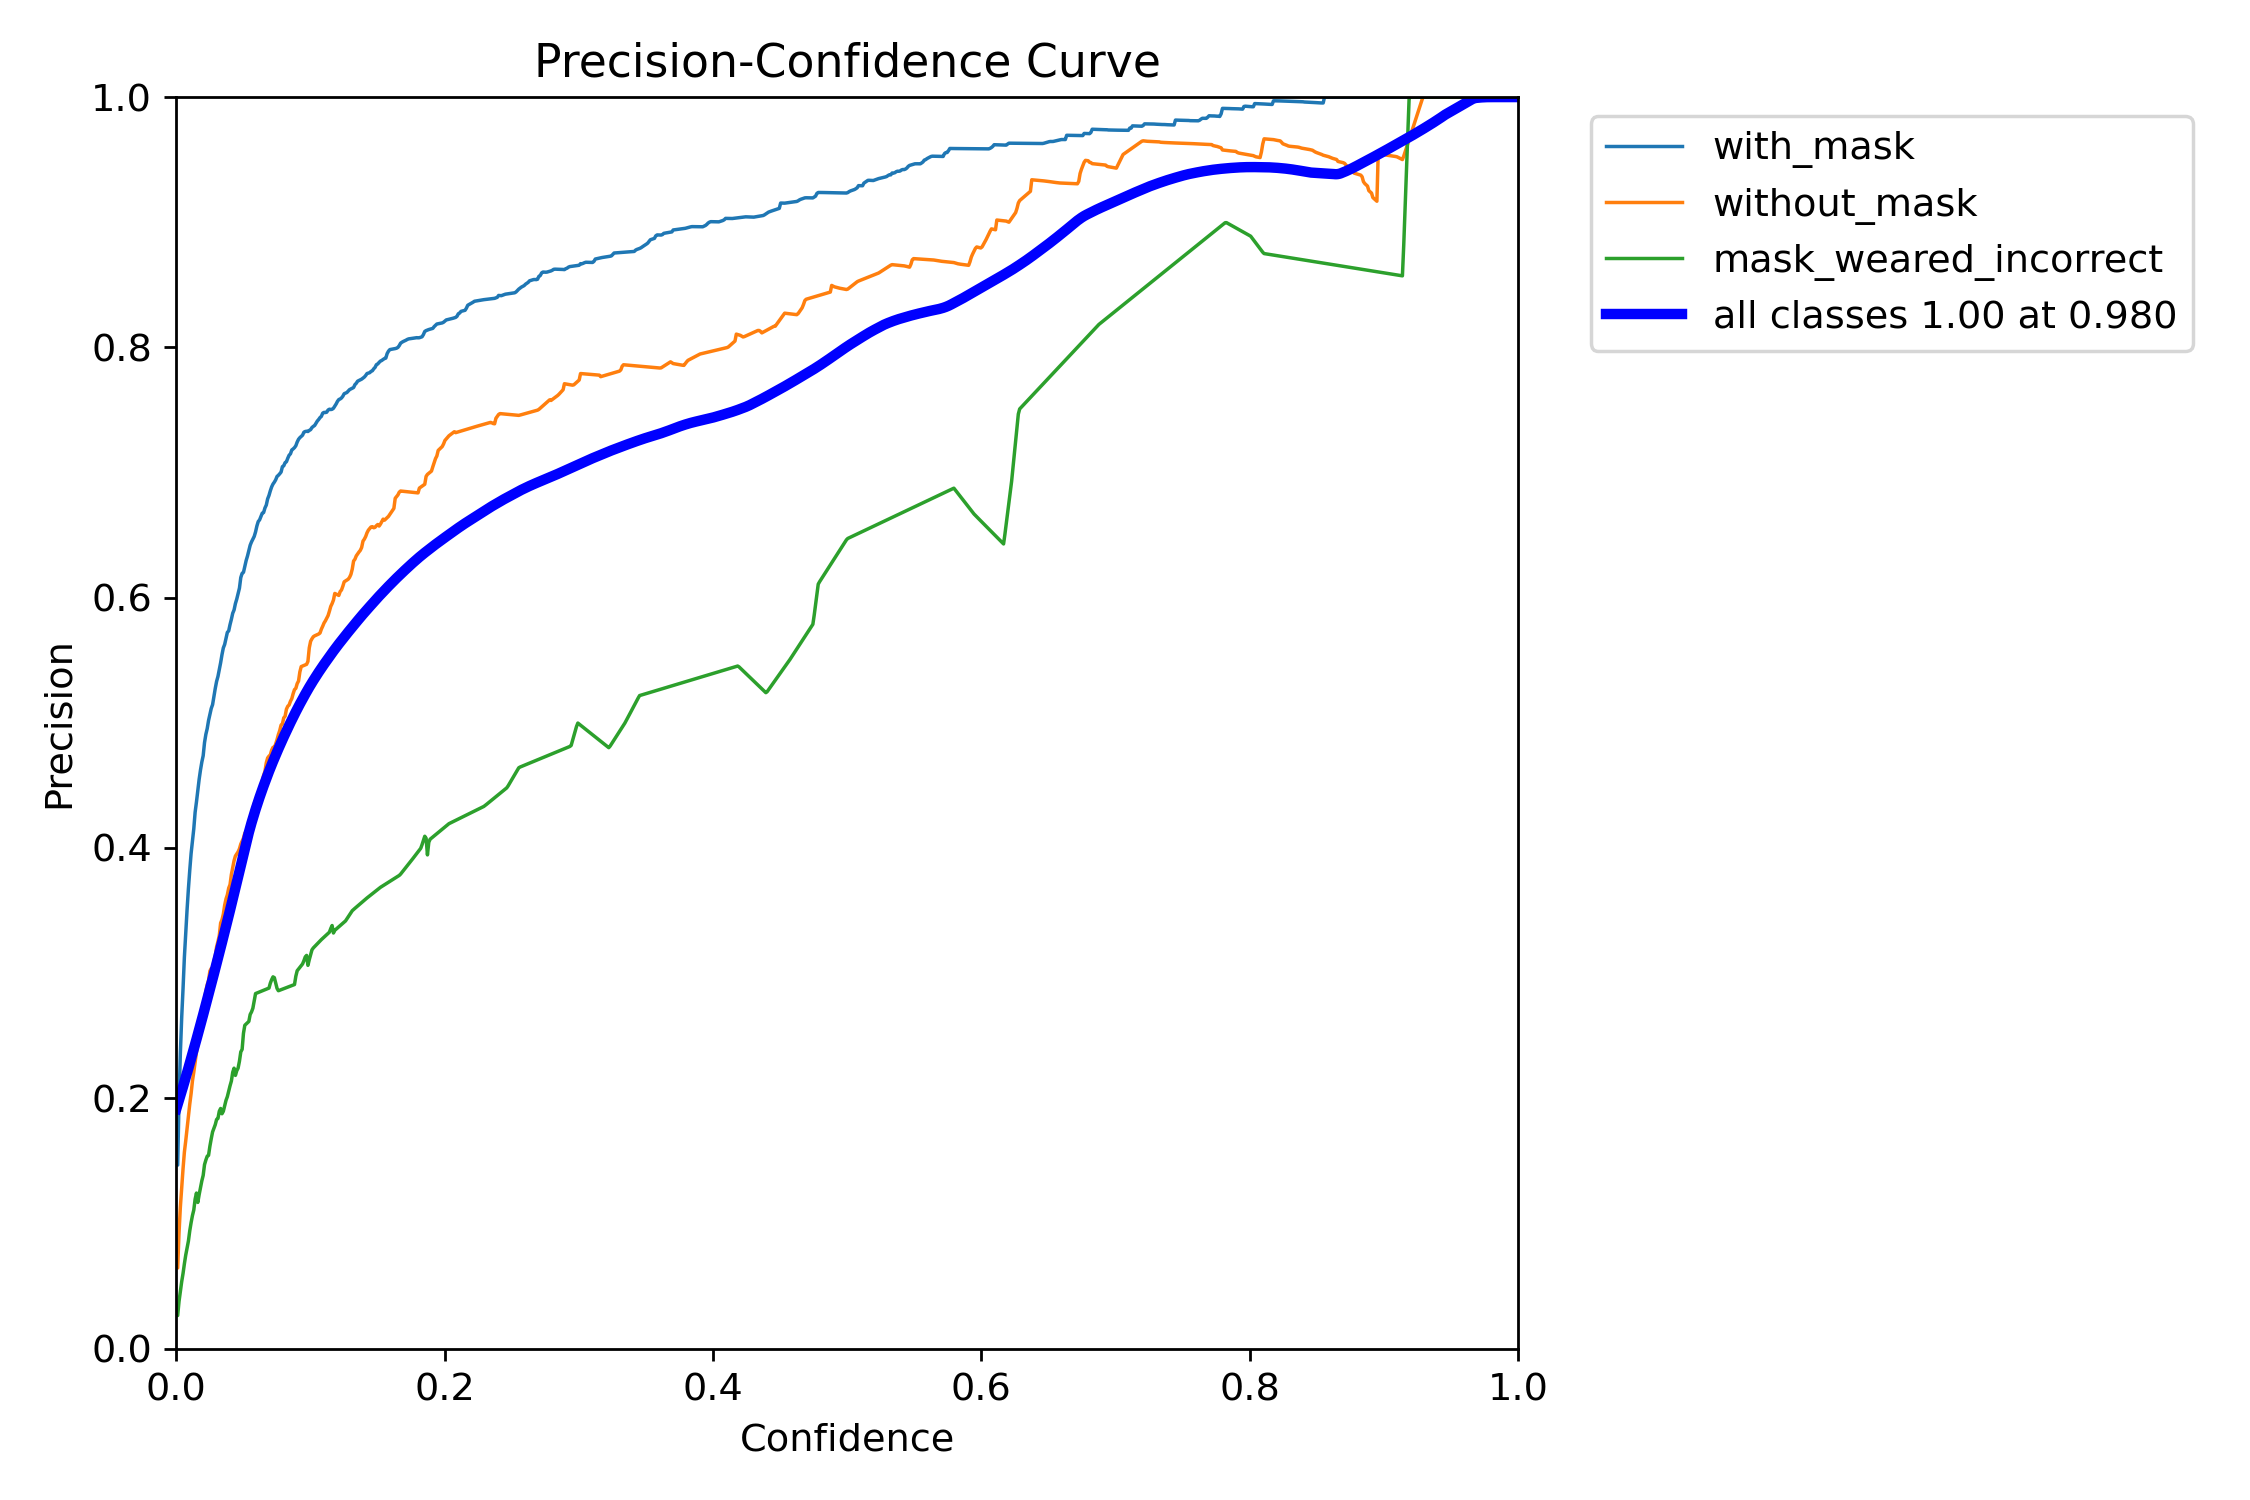 Precision-Confidence Curve
1.0
0.8
0.6
0.4
0.2
0.0
Precision
0.0 0.2 0.4 0.6 0.8 1.0
Confidence
with_mask
without_mask
mask_weared_incorrect
all classes 1.00 at 0.980